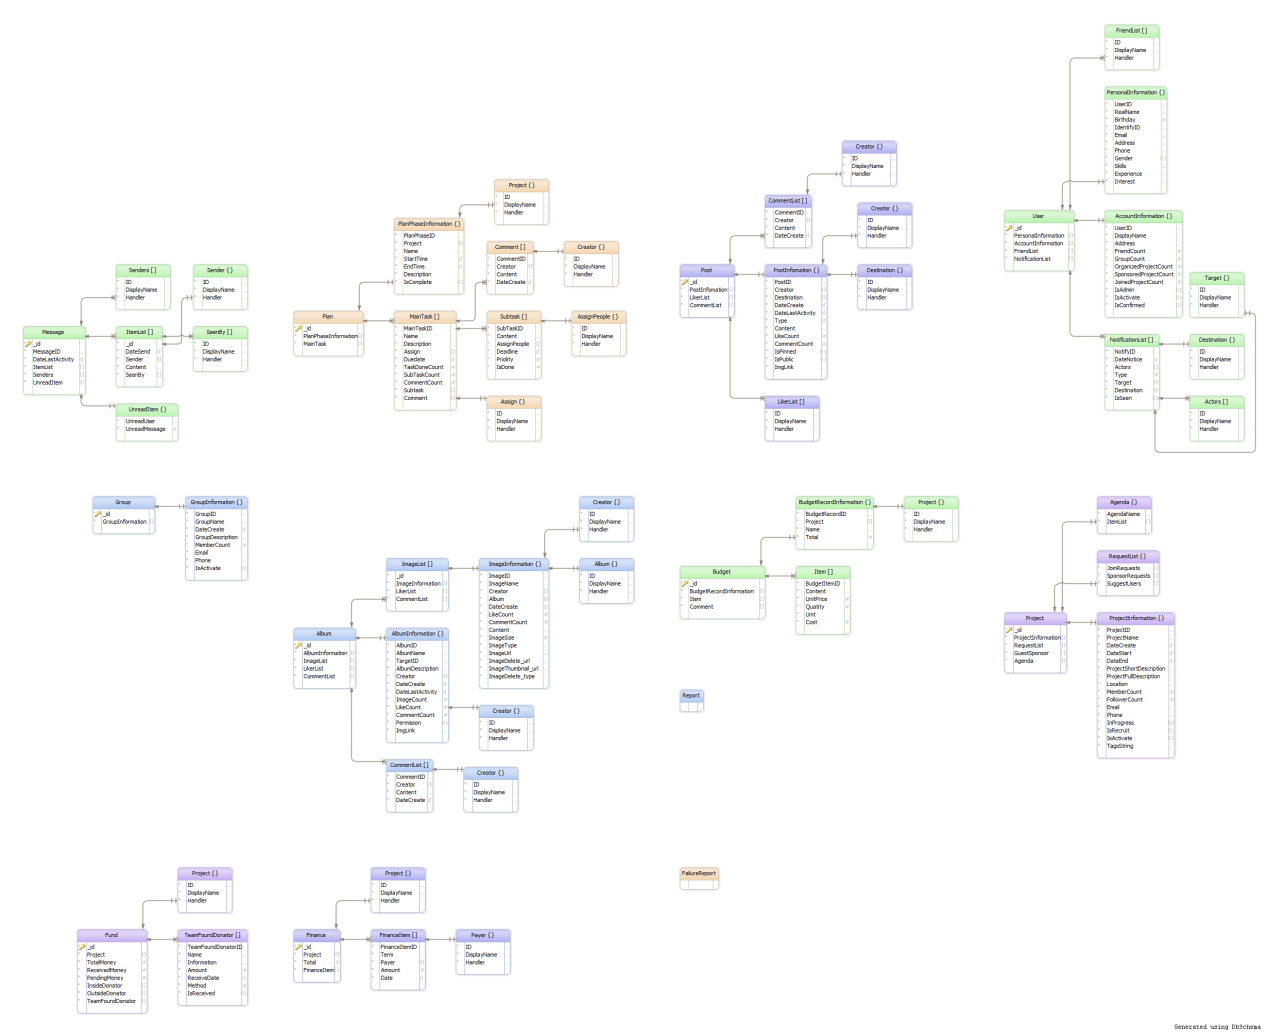 FriendList []
ID
DisplayName
Handler
PersonalInformation {}
UserID
RealName
Birthday
IdentifyID
Email
Address
Phone
Gender
Skills
Experience
Interest
User
_id
PersonalInformation
AccountInformation
FriendList
NotificationList
AccountInformation {}
UserID
DisplayName
Address
FriendCount
GroupCount
OrganizedProjectCount
SponsoredProjectCount
JoinedProjectCount
IsAdmin
IsActivate
IsConfirmed
Target {}
ID
DisplayName
Handler
NotificationList []
NotifyID
DateNotice
Actors
Type
Target
Destination
IsSeen
Destination {}
ID
DisplayName
Handler
Actors []
ID
DisplayName
Handler
Creator {}
ID
DisplayName
Handler
CommentList []
CommentID
Creator
Content
DateCreate
Creator {}
ID
DisplayName
Handler
Post
_id
PostInfomation
LikerList
CommentList
PostInfomation {}
PostID
Creator
Destination
DateCreate
DateLastActivity
Type
Content
LikeCount
CommentCount
IsPinned
IsPublic
ImgLink
Destination {}
ID
DisplayName
Handler
LikerList []
ID
DisplayName
Handler
Project {}
ID
DisplayName
Handler
PlanPhaseInformation {}
PlanPhaseID
Project
Name
StartTime
EndTime
Description
IsComplete
Comment []
CommentID
Creator
Content
DateCreate
Creator {}
ID
DisplayName
Handler
Plan
_id
PlanPhaseInformation
MainTask
MainTask []
MainTaskID
Name
Description
Assign
Duedate
TaskDoneCount
SubTaskCount
CommentCount
Subtask
Comment
Subtask []
SubTaskID
Content
AssignPeople
Deadline
Priolity
IsDone
AssignPeople {}
ID
DisplayName
Handler
Assign {}
ID
DisplayName
Handler
Senders []
ID
DisplayName
Handler
Sender {}
ID
DisplayName
Handler
Message
_id
MessageID
DateLastActivity
ItemList
Senders
UnreadItem
ItemList []
_id
DateSend
Sender
Content
SeenBy
SeenBy []
ID
DisplayName
Handler
UnreadItem {}
UnreadUser
UnreadMessage
Group
_id
GroupInformation
GroupInformation {}
GroupID
GroupName
DateCreate
GroupDescription
MemberCount
Email
Phone
IsActivate
Creator {}
ID
DisplayName
Handler
ImageList []
_id
ImageInformation
LikerList
CommentList
ImageInformation {}
ImageID
ImageName
Creator
Album
DateCreate
LikeCount
CommentCount
Content
ImageSize
ImageType
ImageUrl
ImageDelete_url
ImageThumbnail_url
ImageDelete_type
Album {}
ID
DisplayName
Handler
Album
_id
AlbumInformation
ImageList
LikerList
CommentList
AlbumInformation {}
AlbumID
AlbumName
TargetID
AlbumDescription
Creator
DateCreate
DateLastActivity
ImageCount
LikeCount
CommentCount
Permisson
ImgLink
Creator {}
ID
DisplayName
Handler
CommentList []
CommentID
Creator
Content
DateCreate
Creator {}
ID
DisplayName
Handler
BudgetRecordInformation {}
BudgetRecordID
Project
Name
Total
Project {}
ID
DisplayName
Handler
Budget
_id
BudgetRecordInformation
Item
Comment
Item []
BudgetItemID
Content
UnitPrice
Quatity
Unit
Cost
Report
Agenda {}
AgendaName
ItemList
RequestList {}
JoinRequests
SponsorRequests
SuggestUsers
Project
_id
ProjectInformation
RequestList
GuestSponsor
Agenda
ProjectInformation {}
ProjectID
ProjectName
DateCreate
DateStart
DateEnd
ProjectShortDescription
ProjectFullDescription
Location
MemberCount
FollowerCount
Email
Phone
InProgress
IsRecruit
IsActivate
TagsString
Project {}
ID
DisplayName
Handler
Fund
_id
Project
TotalMoney
ReceivedMoney
PendingMoney
InsideDonator
OutsideDonator
TeamFoundDonator
TeamFoundDonator []
TeamFoundDonatorID
Name
Information
Amount
ReceiveDate
Method
IsReceived
Project {}
ID
DisplayName
Handler
Finance
_id
Project
Total
FinanceItem
FinanceItem []
FinanceItemID
Term
Payer
Amount
Date
Payer {}
ID
DisplayName
Handler
FailureReport
Generated using DbSchema